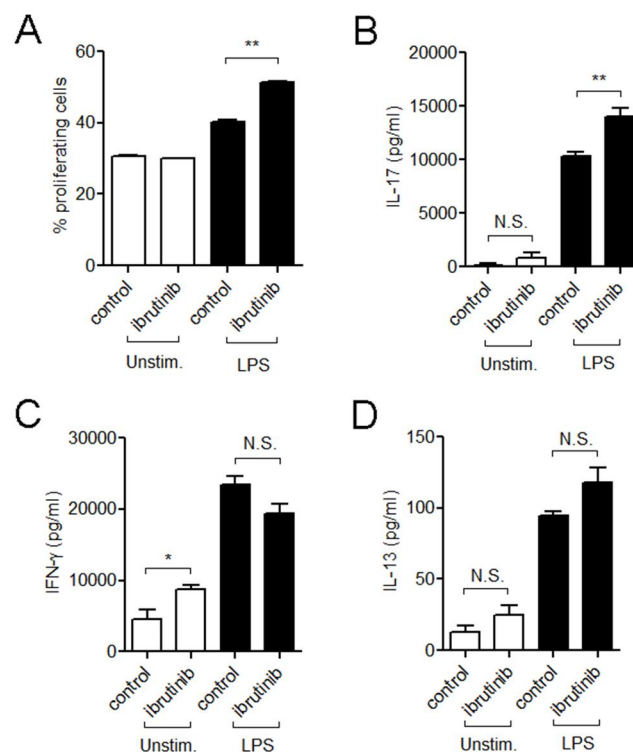 A
% proliferating cells
60
40
20
0
**
control
ibrutinib
control
ibrutinib
Unstim.
LPS
B
IL-17 (pg/ml)
20000
15000
10000
5000
0
N.S.
**
control
ibrutinib
control
ibrutinib
Unstim.
LPS
C
IFN-γ (pg/ml)
30000
20000
10000
0
*
N.S.
control
ibrutinib
control
ibrutinib
Unstim.
LPS
D
IL-13 (pg/ml)
150
100
50
0
N.S.
N.S.
control
ibrutinib
control
ibrutinib
Unstim.
LPS